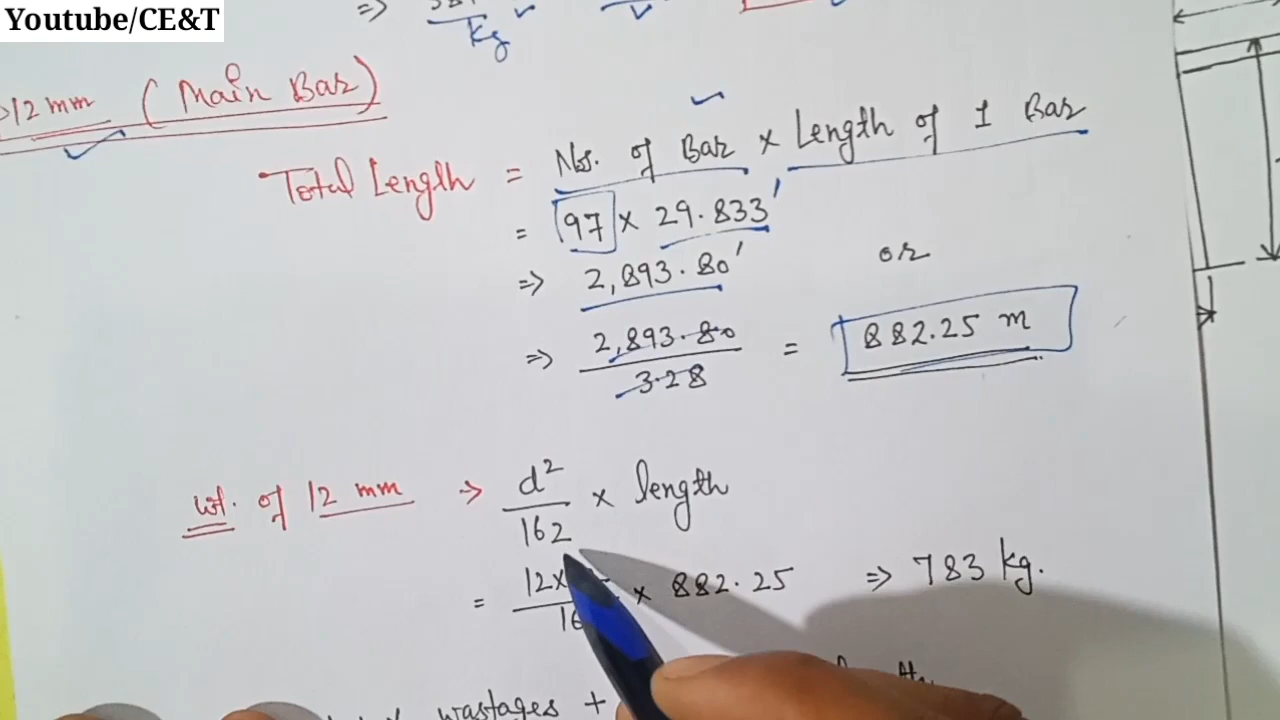 Youtube/CE&T
=> Kg
12 mm (Main Bar)
Total Length = Nos. of Bar × Length of 1 Bar
= 97 × 29.833'
=> 2,893.80' or
=> 2,893.80 / 3.28 = 882.25 m
wt. of 12 mm → d² / 162 × length
= 12× × 882.25 => 783 kg.
wastages +